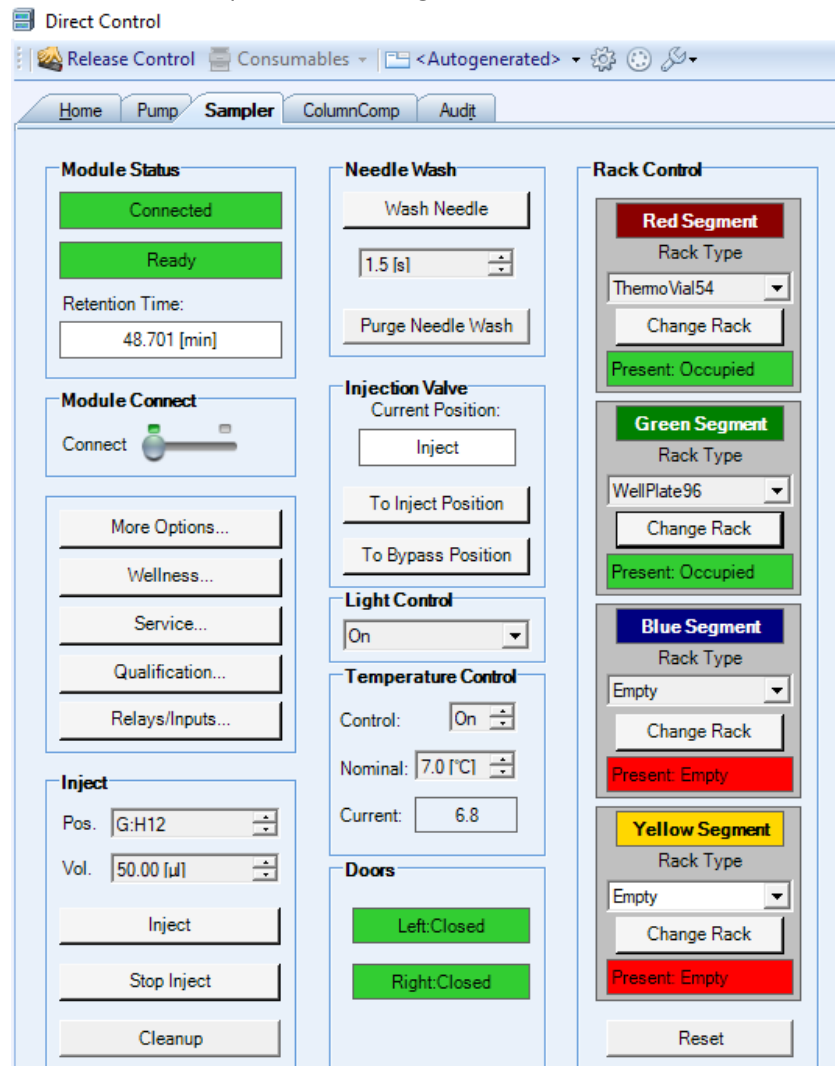 Direct Control
Release Control Consumables <Autogenerated>
Home Pump Sampler ColumnComp Audit
Module Status
Connected
Ready
Retention Time:
48.701 [min]
Module Connect
Connect
More Options...
Wellness...
Service...
Qualification...
Relays/Inputs...
Inject
Pos. G:H12
Vol. 50.00 [µl]
Inject
Stop Inject
Cleanup
Needle Wash
Wash Needle
1.5 [s]
Purge Needle Wash
Injection Valve
Current Position:
Inject
To Inject Position
To Bypass Position
Light Control
On
Temperature Control
Control: On
Nominal: 7.0 [°C]
Current: 6.8
Doors
Left:Closed
Right:Closed
Rack Control
Red Segment
Rack Type
ThermoVial54
Change Rack
Present: Occupied
Green Segment
Rack Type
WellPlate96
Change Rack
Present: Occupied
Blue Segment
Rack Type
Empty
Change Rack
Present: Empty
Yellow Segment
Rack Type
Empty
Change Rack
Present: Empty
Reset